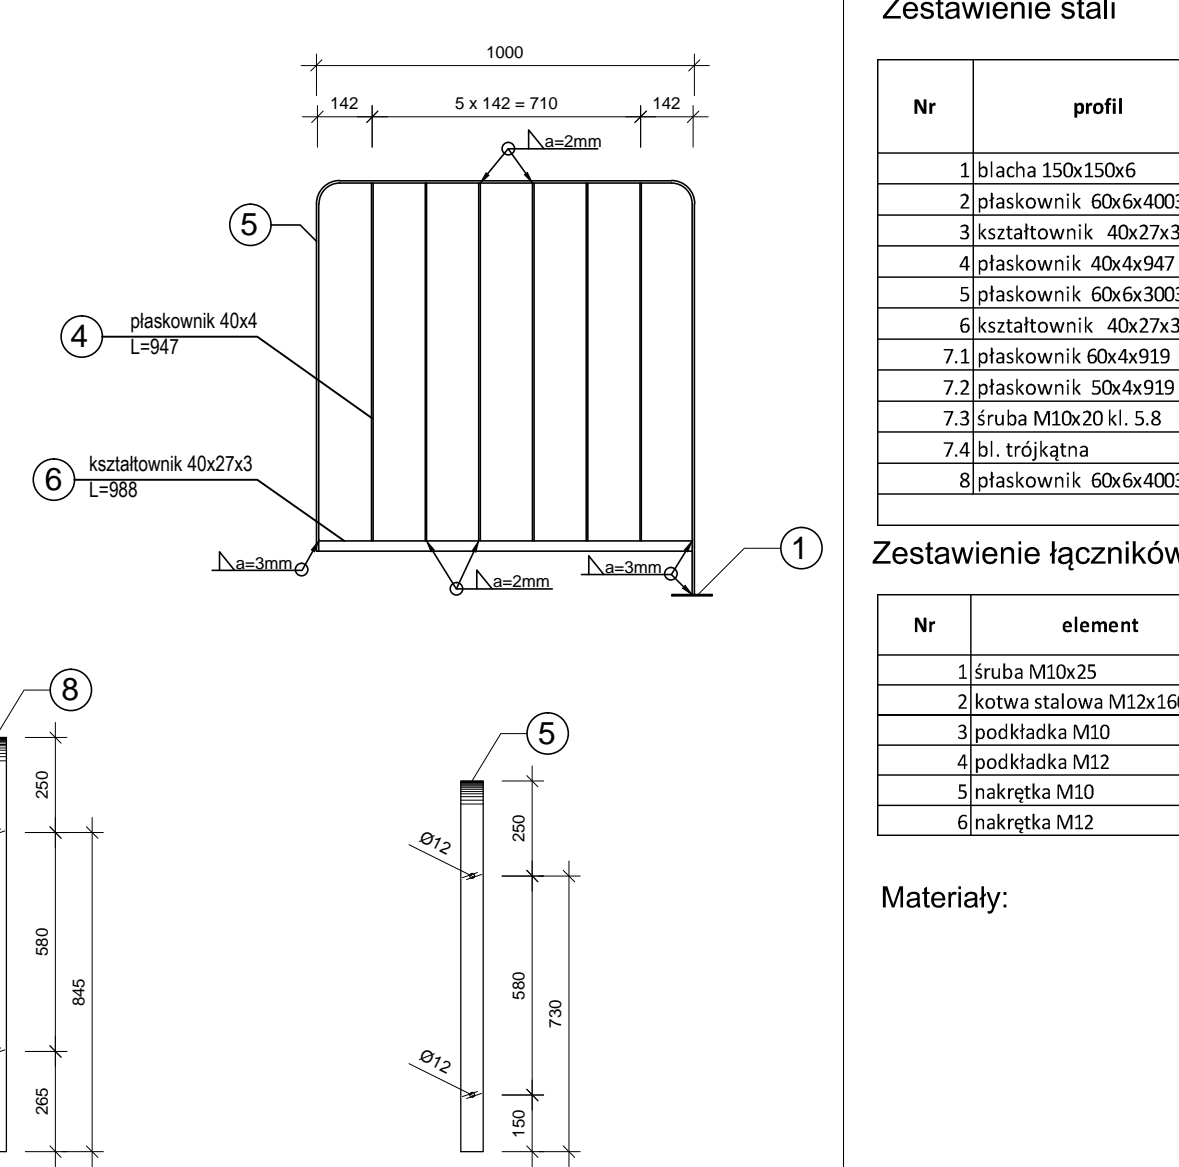 1000
142
5 x 142 = 710
142
a=2mm
5
4
płaskownik 40x4
L=947
6
kształtownik 40x27x3
L=988
a=3mm
a=2mm
a=3mm
1
8
250
580
845
265
5
Ø12
250
580
730
Ø12
150
Zestawienie stali
Nr profil
1 blacha 150x150x6
2 płaskownik 60x6x4003
3 kształtownik 40x27x3
4 płaskownik 40x4x947
5 płaskownik 60x6x3003
6 kształtownik 40x27x3
7.1 płaskownik 60x4x919
7.2 płaskownik 50x4x919
7.3 śruba M10x20 kl. 5.8
7.4 bl. trójkątna
8 płaskownik 60x6x4003
Zestawienie łączników
Nr element
1 śruba M10x25
2 kotwa stalowa M12x160
3 podkładka M10
4 podkładka M12
5 nakrętka M10
6 nakrętka M12
Materiały: